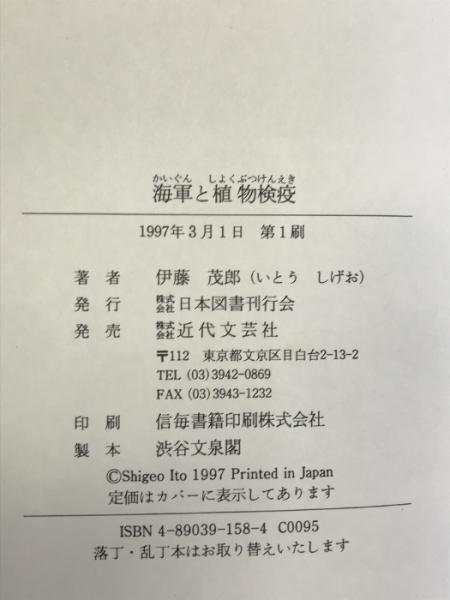 かいぐん しよくぶつけんえき
海軍と植物検疫
1997年3月1日 第1刷
著者 伊藤 茂郎(いとう しげお)
発行 株式会社日本図書刊行会
発売 株式会社近代文芸社
〒112 東京都文京区目白台2-13-2
TEL (03)3942-0869
FAX (03)3943-1232
印刷 信毎書籍印刷株式会社
製本 渋谷文泉閣
©Shigeo Ito 1997 Printed in Japan
定価はカバーに表示してあります
ISBN 4-89039-158-4 C0095
落丁・乱丁本はお取り替えいたします